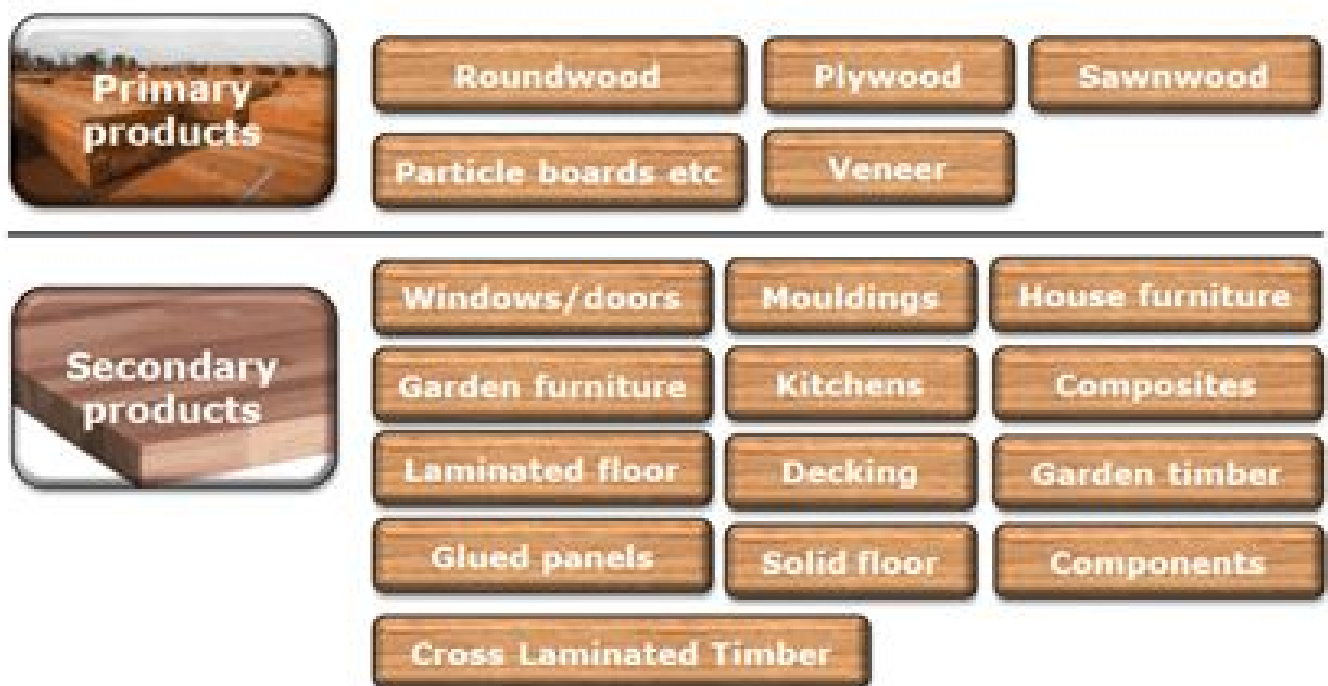 Primary
products
Roundwood
Plywood
Sawnwood
Particle boards etc
Veneer
Secondary
products
Windows/doors
Mouldings
House furniture
Garden furniture
Kitchens
Composites
Laminated floor
Decking
Garden timber
Glued panels
Solid floor
Components
Cross Laminated Timber